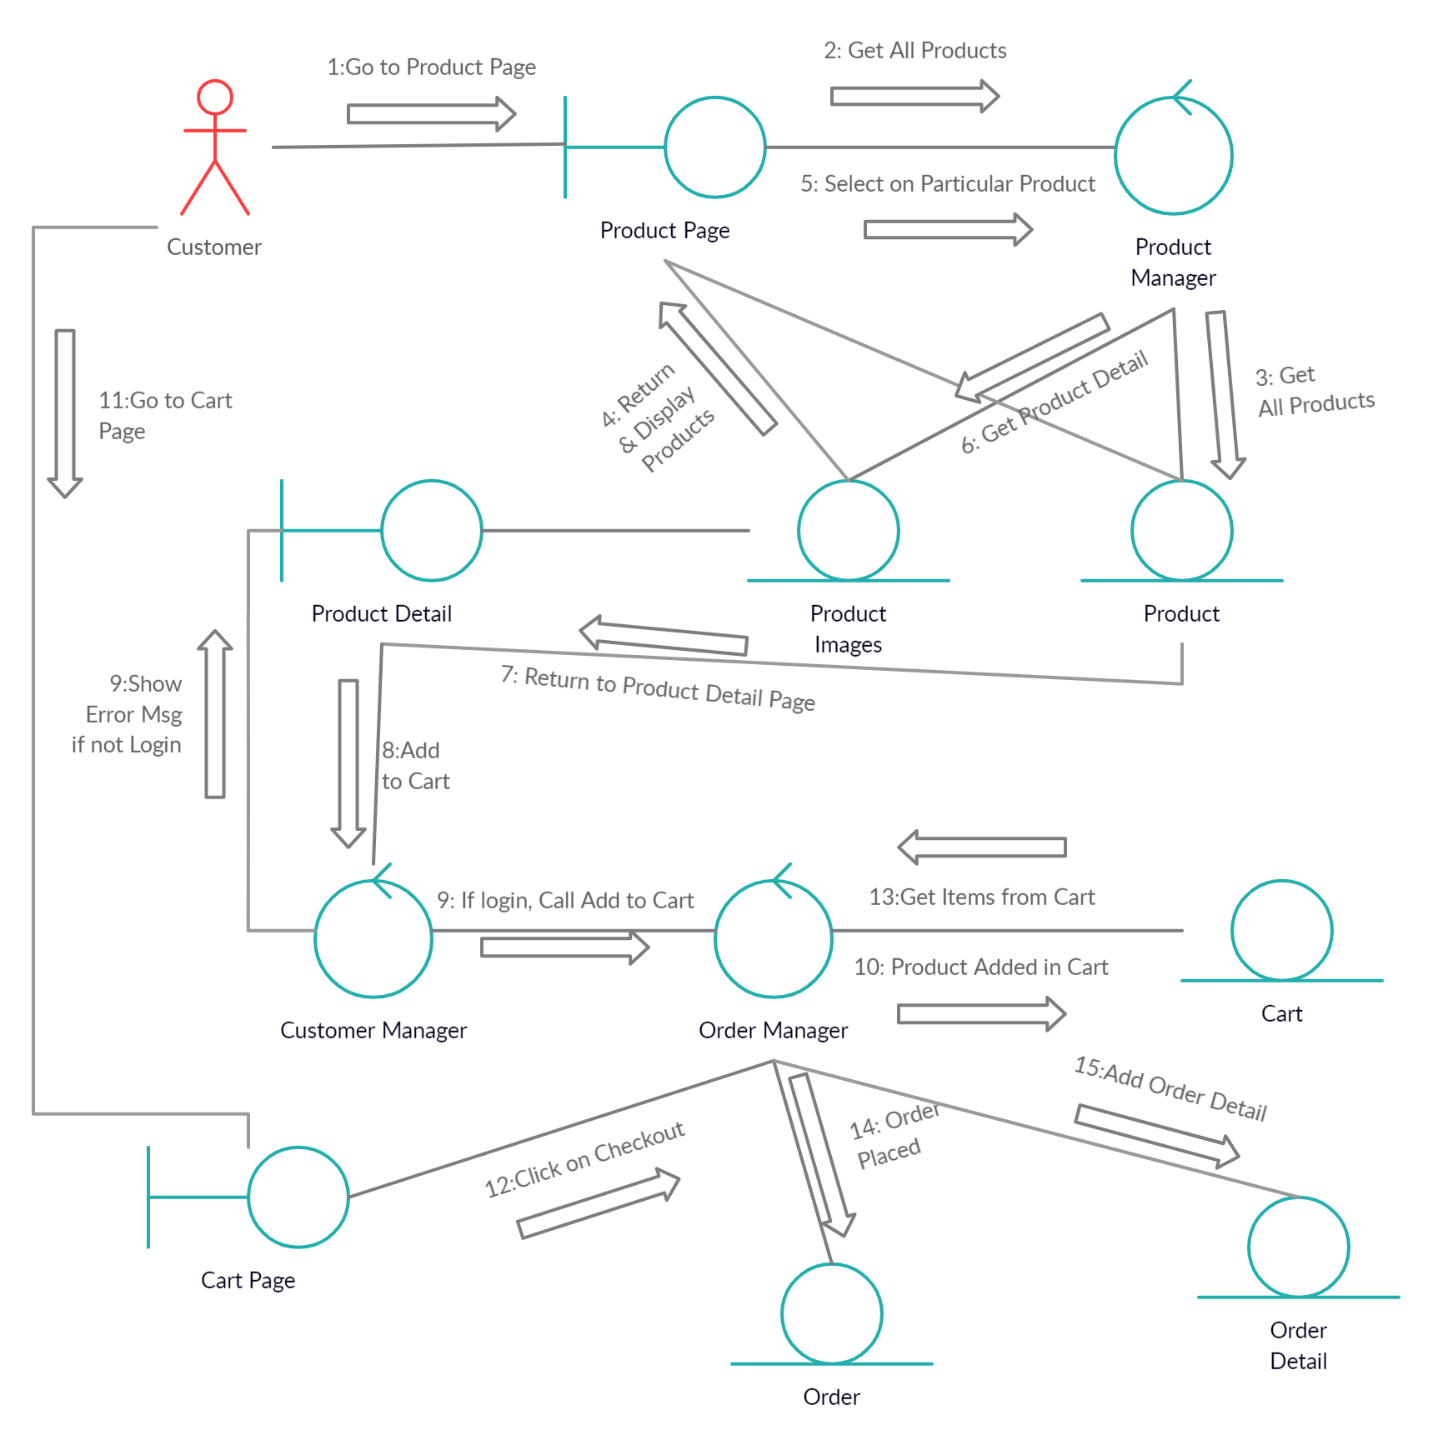 1:Go to Product Page
2: Get All Products
5: Select on Particular Product
Product Page
Customer
Product
Manager
4: Return
& Display
Products
6: Get Product Detail
3: Get
All Products
11:Go to Cart
Page
Product Detail
Product
Images
Product
7: Return to Product Detail Page
9:Show
Error Msg
if not Login
8:Add
to Cart
9: If login, Call Add to Cart
13:Get Items from Cart
10: Product Added in Cart
Cart
Customer Manager
Order Manager
15:Add Order Detail
14: Order
Placed
12:Click on Checkout
Cart Page
Order
Detail
Order